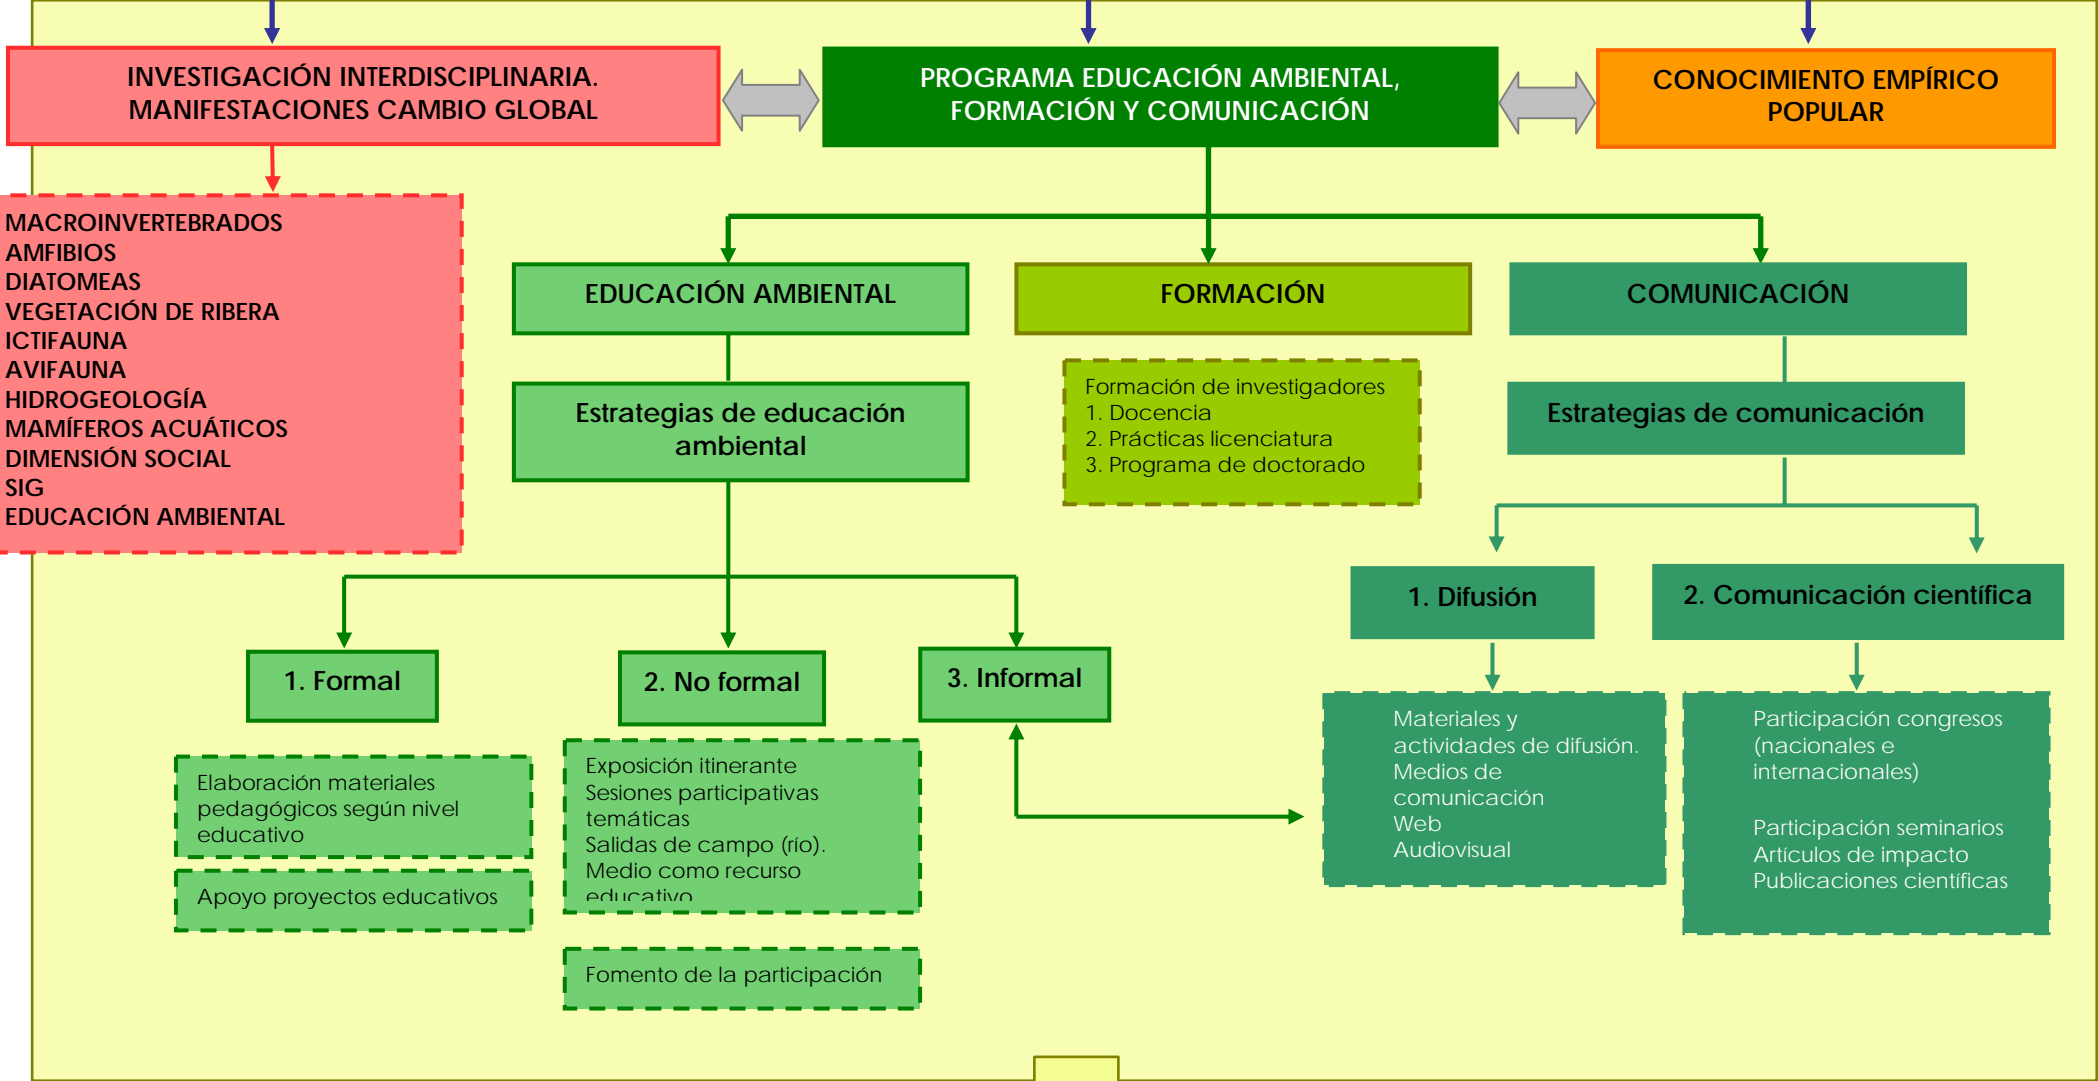 INVESTIGACIÓN INTERDISCIPLINARIA.
MANIFESTACIONES CAMBIO GLOBAL
PROGRAMA EDUCACIÓN AMBIENTAL,
FORMACIÓN Y COMUNICACIÓN
CONOCIMIENTO EMPÍRICO
POPULAR
MACROINVERTEBRADOS
AMFIBIOS
DIATOMEAS
VEGETACIÓN DE RIBERA
ICTIFAUNA
AVIFAUNA
HIDROGEOLOGÍA
MAMÍFEROS ACUÁTICOS
DIMENSIÓN SOCIAL
SIG
EDUCACIÓN AMBIENTAL
EDUCACIÓN AMBIENTAL
FORMACIÓN
COMUNICACIÓN
Estrategias de educación
ambiental
Formación de investigadores
1. Docencia
2. Prácticas licenciatura
3. Programa de doctorado
Estrategias de comunicación
1. Difusión
2. Comunicación científica
1. Formal
2. No formal
3. Informal
Elaboración materiales
pedagógicos según nivel
educativo
Apoyo proyectos educativos
Exposición itinerante
Sesiones participativas
temáticas
Salidas de campo (río).
Medio como recurso
educativo
Fomento de la participación
Materiales y
actividades de difusión.
Medios de
comunicación
Web
Audiovisual
Participación congresos
(nacionales e
internacionales)
Participación seminarios
Artículos de impacto
Publicaciones científicas